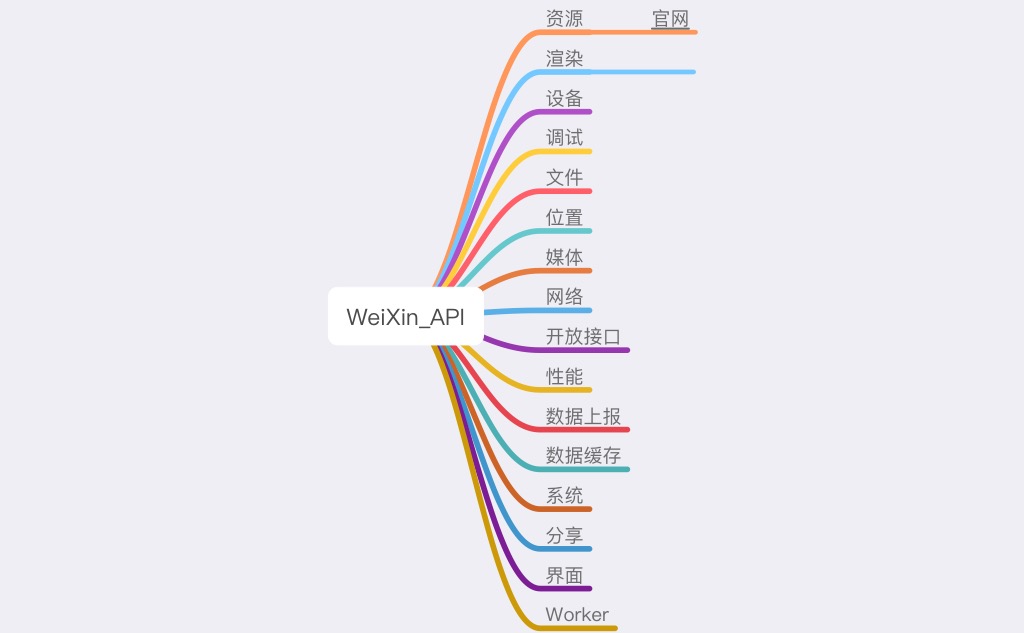 资源 官网
渲染
设备
调试
文件
位置
媒体
网络
WeiXin_API
开放接口
性能
数据上报
数据缓存
系统
分享
界面
Worker